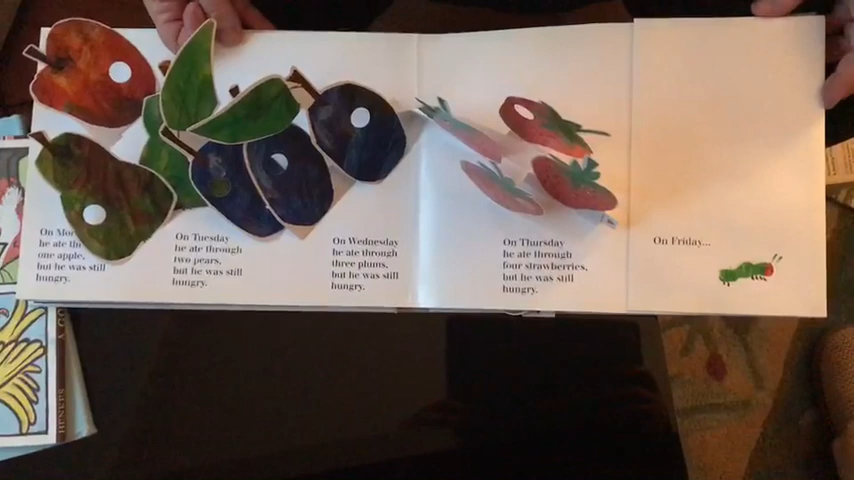 On
he ate th
one apple,
but he was still
hungry.
On Tuesday
he ate through
two pears,
but he was still
hungry.
On Wednesday
he ate through
three plums,
but he was still
hungry.
On Thursday
he ate through
four strawberries,
but he was still
hungry.
On Friday...